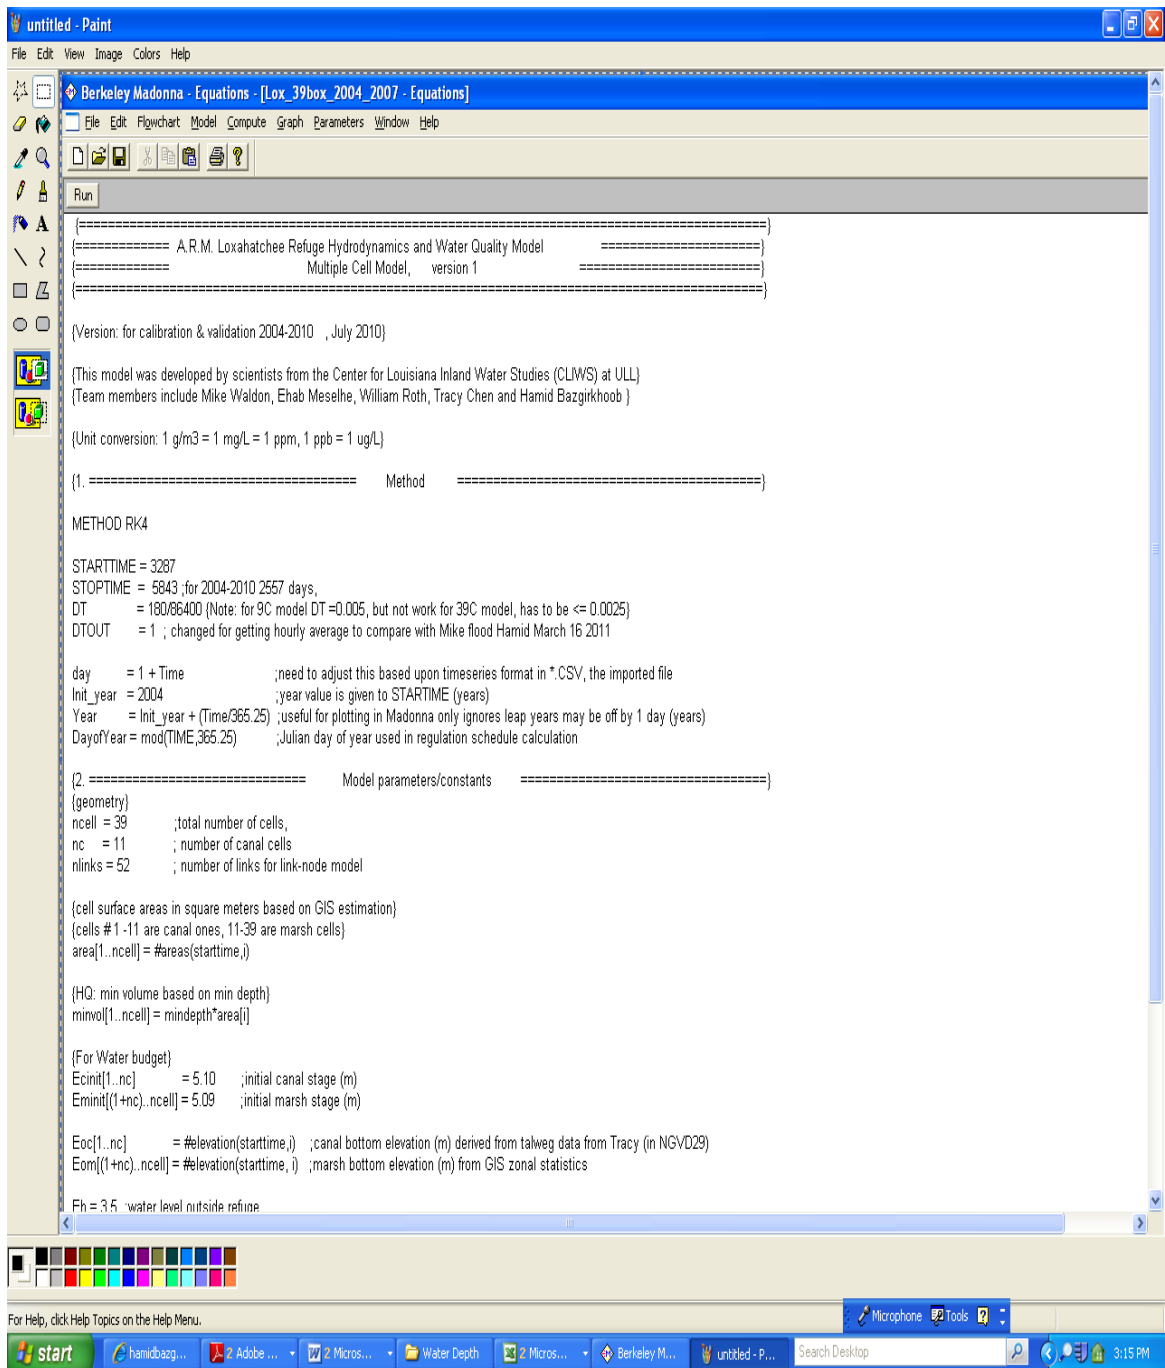 untitled - Paint
File Edit View Image Colors Help
Berkeley Madonna - Equations - [Lox_39box_2004_2007 - Equations]
File Edit Flowchart Model Compute Graph Parameters Window Help
Run
{===============================================================================================}
{============= A.R.M. Loxahatchee Refuge Hydrodynamics and Water Quality Model ======================}
{============= Multiple Cell Model, version 1 =========================}
{===============================================================================================}
{Version: for calibration & validation 2004-2010 , July 2010}
{This model was developed by scientists from the Center for Louisiana Inland Water Studies (CLIWS) at ULL}
{Team members include Mike Waldon, Ehab Meselhe, William Roth, Tracy Chen and Hamid Bazgirkhoob }
{Unit conversion: 1 g/m3 = 1 mg/L = 1 ppm, 1 ppb = 1 ug/L}
{1. ===================================== Method ==========================================}
METHOD RK4
STARTTIME = 3287
STOPTIME = 5843 ;for 2004-2010 2557 days,
DT = 180/86400 {Note: for 9C model DT =0.005, but not work for 39C model, has to be <= 0.0025}
DTOUT = 1 ; changed for getting hourly average to compare with Mike flood Hamid March 16 2011
day = 1 + Time ;need to adjust this based upon timeseries format in *.CSV, the imported file
Init_year = 2004 ;year value is given to STARTIME (years)
Year = Init_year + (Time/365.25) ;useful for plotting in Madonna only ignores leap years may be off by 1 day (years)
DayofYear = mod(TIME,365.25) ;Julian day of year used in regulation schedule calculation
{2. ============================== Model parameters/constants ==================================}
{geometry}
ncell = 39 ;total number of cells,
nc = 11 ; number of canal cells
nlinks = 52 ; number of links for link-node model
{cell surface areas in square meters based on GIS estimation}
{cells # 1 -11 are canal ones, 11-39 are marsh cells}
area[1..ncell] = #areas(starttime,i)
{HQ: min volume based on min depth}
minvol[1..ncell] = mindepth*area[i]
{For Water budget}
Ecinit[1..nc] = 5.10 ;initial canal stage (m)
Eminit[(1+nc)..ncell] = 5.09 ;initial marsh stage (m)
Eoc[1..nc] = #elevation(starttime,i) ;canal bottom elevation (m) derived from talweg data from Tracy (in NGVD29)
Eom[(1+nc)..ncell] = #elevation(starttime, i) ;marsh bottom elevation (m) from GIS zonal statistics
Eb = 3.5 ;water level outside refuge
For Help, click Help Topics on the Help Menu.
Microphone Tools
start hamidbazg... 2 Adobe ... 2 Micros... Water Depth 2 Micros... Berkeley M... untitled - P... Search Desktop 3:15 PM